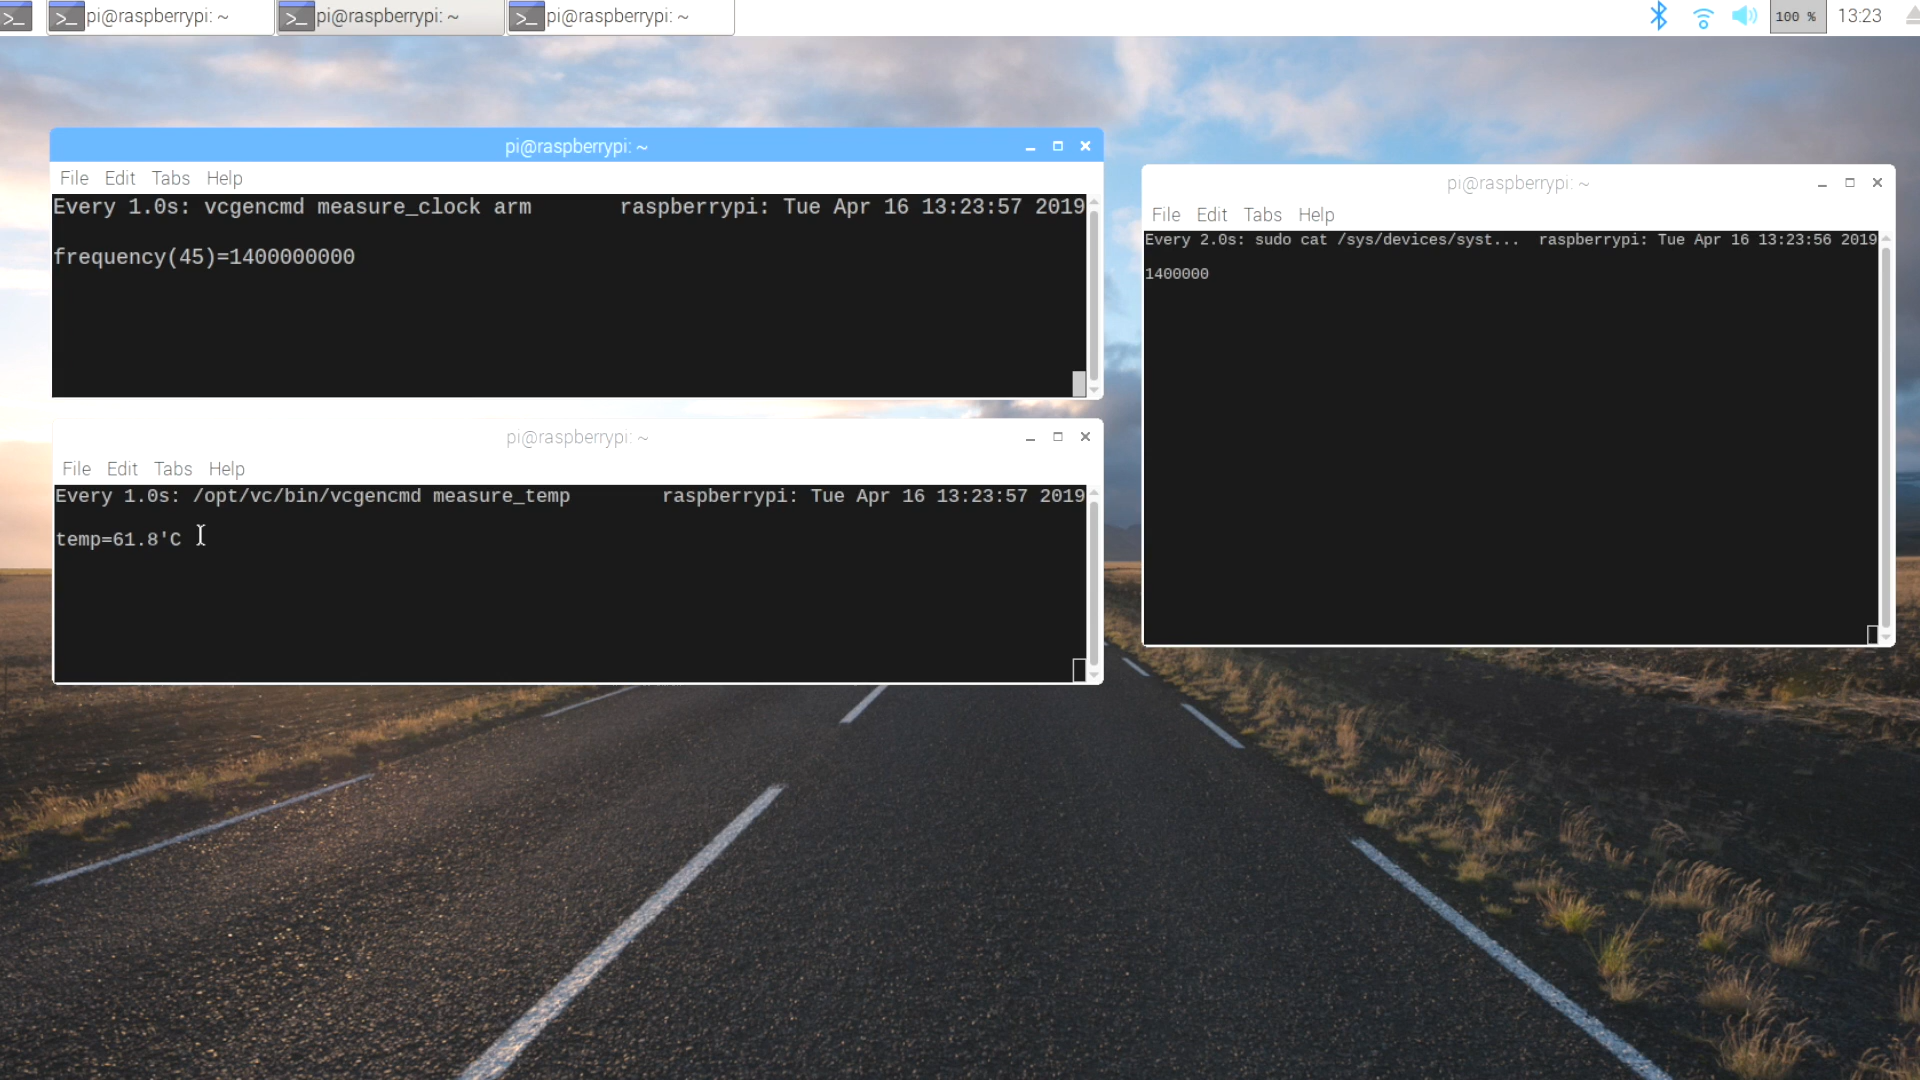 pi@raspberrypi: ~
pi@raspberrypi: ~
pi@raspberrypi: ~
100 %
13:23
pi@raspberrypi: ~
File Edit Tabs Help
Every 1.0s: vcgencmd measure_clock arm raspberrypi: Tue Apr 16 13:23:57 2019
frequency(45)=1400000000
pi@raspberrypi: ~
File Edit Tabs Help
Every 1.0s: /opt/vc/bin/vcgencmd measure_temp raspberrypi: Tue Apr 16 13:23:57 2019
temp=61.8'C
pi@raspberrypi: ~
File Edit Tabs Help
Every 2.0s: sudo cat /sys/devices/syst... raspberrypi: Tue Apr 16 13:23:56 2019
1400000